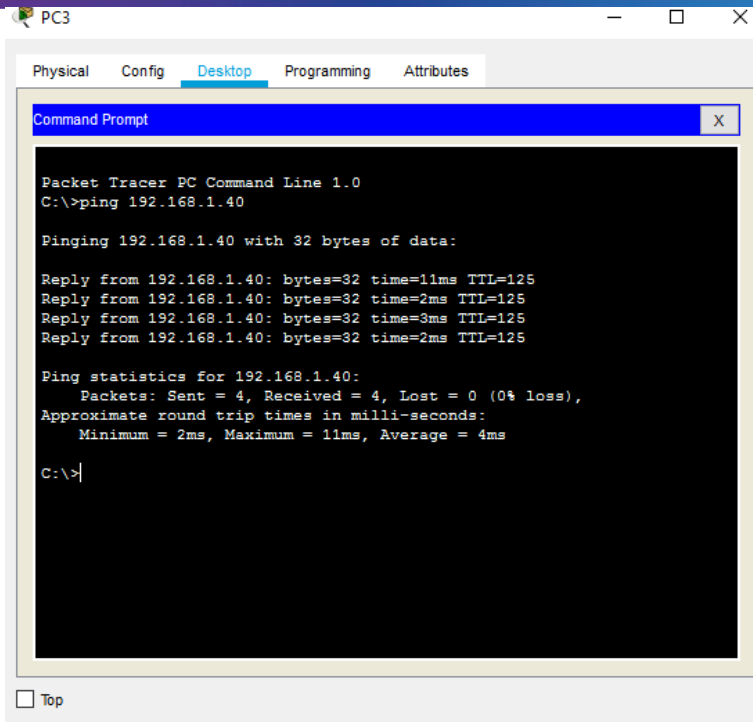 PC3
Physical Config Desktop Programming Attributes
Command Prompt
X
Packet Tracer PC Command Line 1.0
C:\>ping 192.168.1.40
Pinging 192.168.1.40 with 32 bytes of data:
Reply from 192.168.1.40: bytes=32 time=11ms TTL=125
Reply from 192.168.1.40: bytes=32 time=2ms TTL=125
Reply from 192.168.1.40: bytes=32 time=3ms TTL=125
Reply from 192.168.1.40: bytes=32 time=2ms TTL=125
Ping statistics for 192.168.1.40:
Packets: Sent = 4, Received = 4, Lost = 0 (0% loss),
Approximate round trip times in milli-seconds:
Minimum = 2ms, Maximum = 11ms, Average = 4ms
C:\>
Top